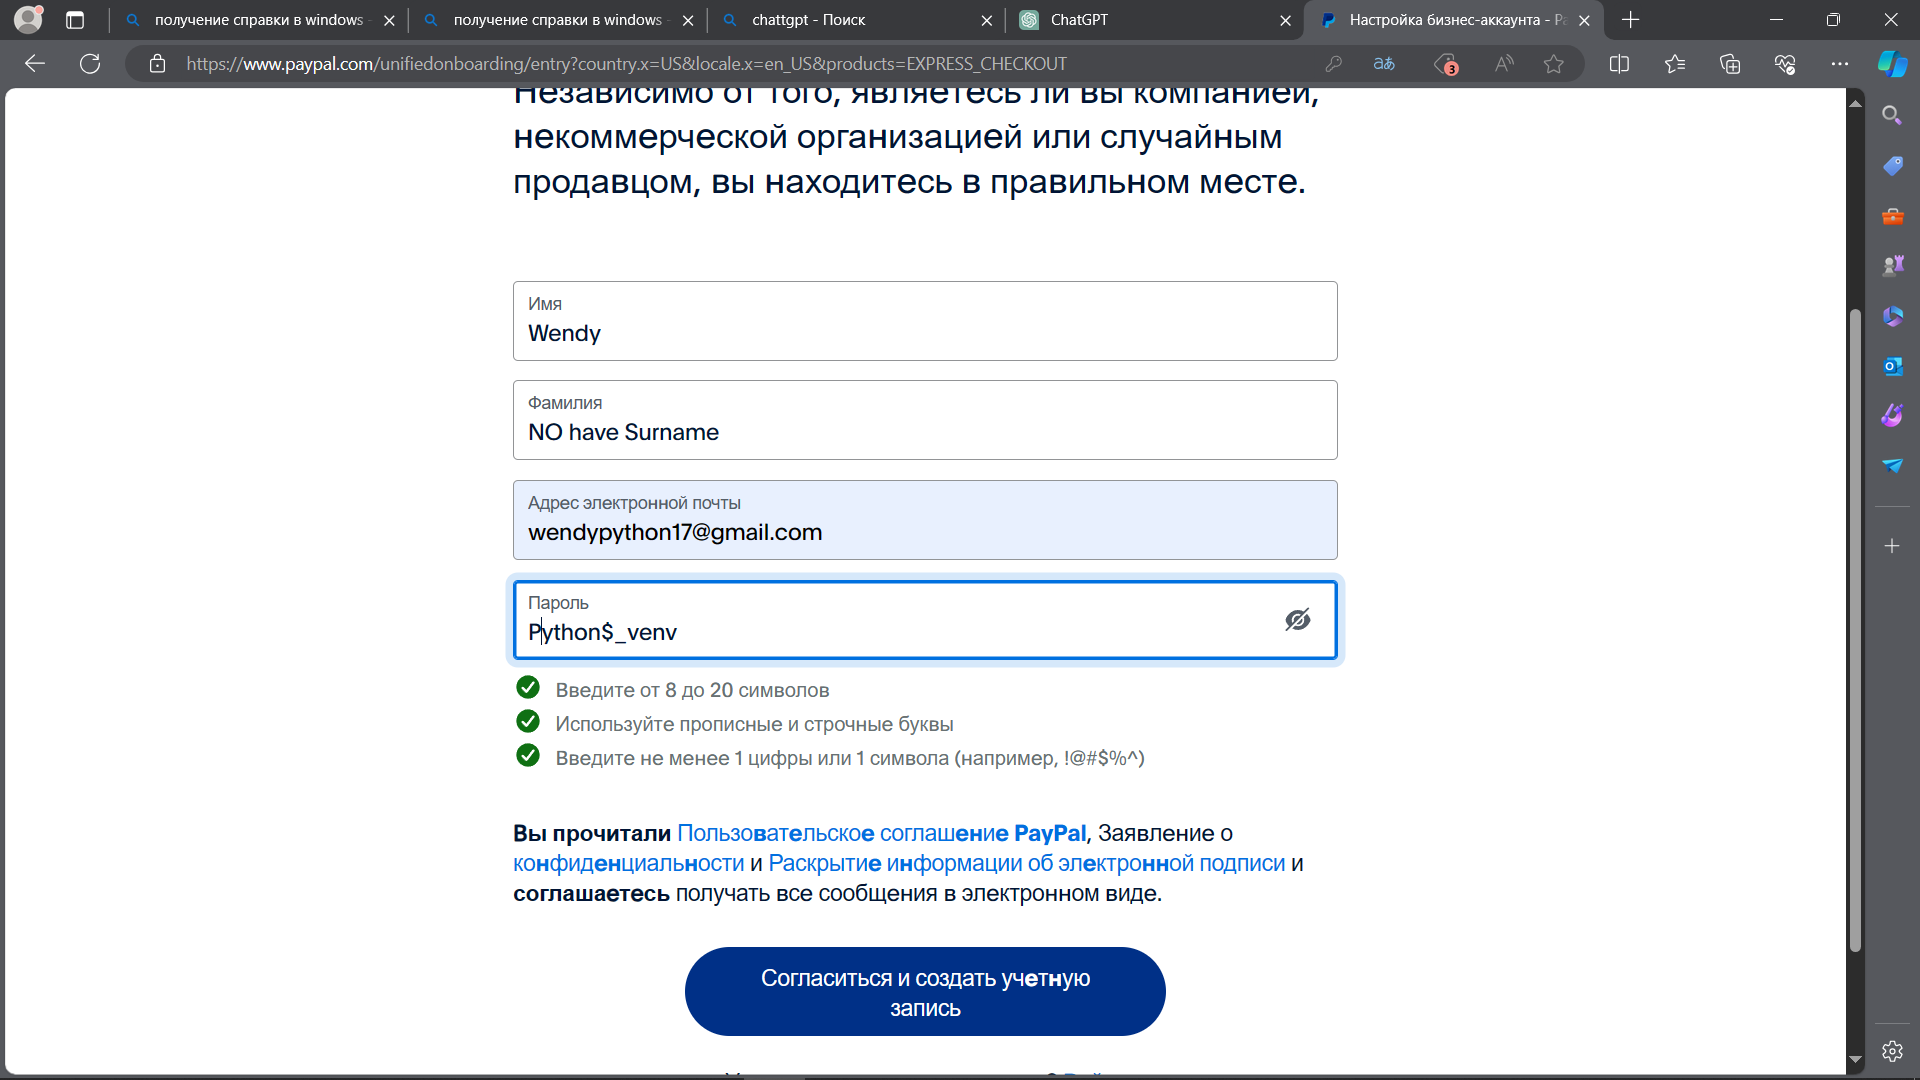 получение справки в windows
получение справки в windows
chattgpt - Поиск
ChatGPT
Настройка бизнес-аккаунта - Pa
https://www.paypal.com/unifiedonboarding/entry?country.x=US&locale.x=en_US&products=EXPRESS_CHECKOUT
aあ
3
Независимо от того, являетесь ли вы компанией,
некоммерческой организацией или случайным
продавцом, вы находитесь в правильном месте.
Имя
Wendy
Фамилия
NO have Surname
Адрес электронной почты
wendypython17@gmail.com
Пароль
Python$_venv
Введите от 8 до 20 символов
Используйте прописные и строчные буквы
Введите не менее 1 цифры или 1 символа (например, !@#$%^)
Вы прочитали Пользовательское соглашение PayPal, Заявление о
конфиденциальности и Раскрытие информации об электронной подписи и
соглашаетесь получать все сообщения в электронном виде.
Согласиться и создать учетную
запись